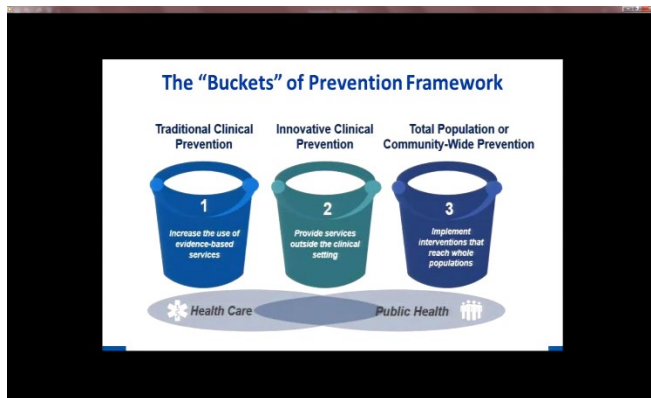 The “Buckets” of Prevention Framework
Traditional Clinical
Prevention
Innovative Clinical
Prevention
Total Population or
Community-Wide Prevention
1
Increase the use of
evidence-based
services
2
Provide services
outside the clinical
setting
3
Implement
interventions that
reach whole
populations
Health Care
Public Health